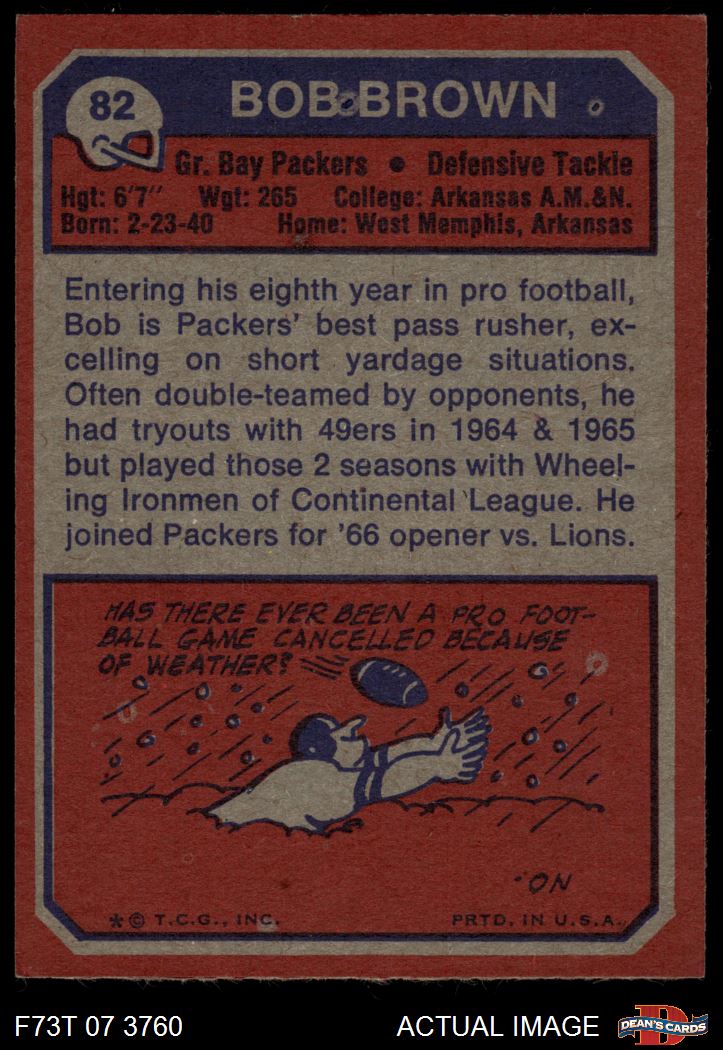 82
BOB BROWN
Gr. Bay Packers • Defensive Tackle
Hgt: 6'7" Wgt: 265 College: Arkansas A.M.&N.
Born: 2-23-40 Home: West Memphis, Arkansas
Entering his eighth year in pro football,
Bob is Packers' best pass rusher, ex-
celling on short yardage situations.
Often double-teamed by opponents, he
had tryouts with 49ers in 1964 & 1965
but played those 2 seasons with Wheel-
ing Ironmen of Continental League. He
joined Packers for '66 opener vs. Lions.
HAS THERE EVER BEEN A PRO FOOT-
BALL GAME CANCELLED BECAUSE
OF WEATHER?
* © T.C.G., INC. PRTD. IN U.S.A.
F73T 07 3760 ACTUAL IMAGE
D
DEAN'S CARDS